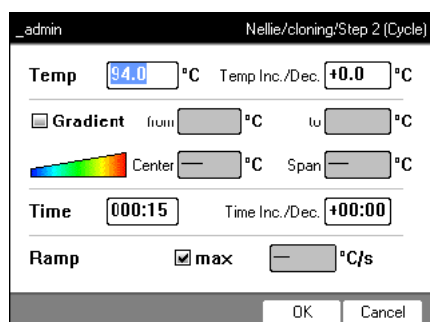 _admin Nellie/cloning/Step 2 (Cycle)
Temp 94.0 °C Temp Inc./Dec. +0.0 °C
Gradient from °C to °C
Center — °C Span — °C
Time 000:15 Time Inc./Dec. +00:00
Ramp max — °C/s
OK Cancel